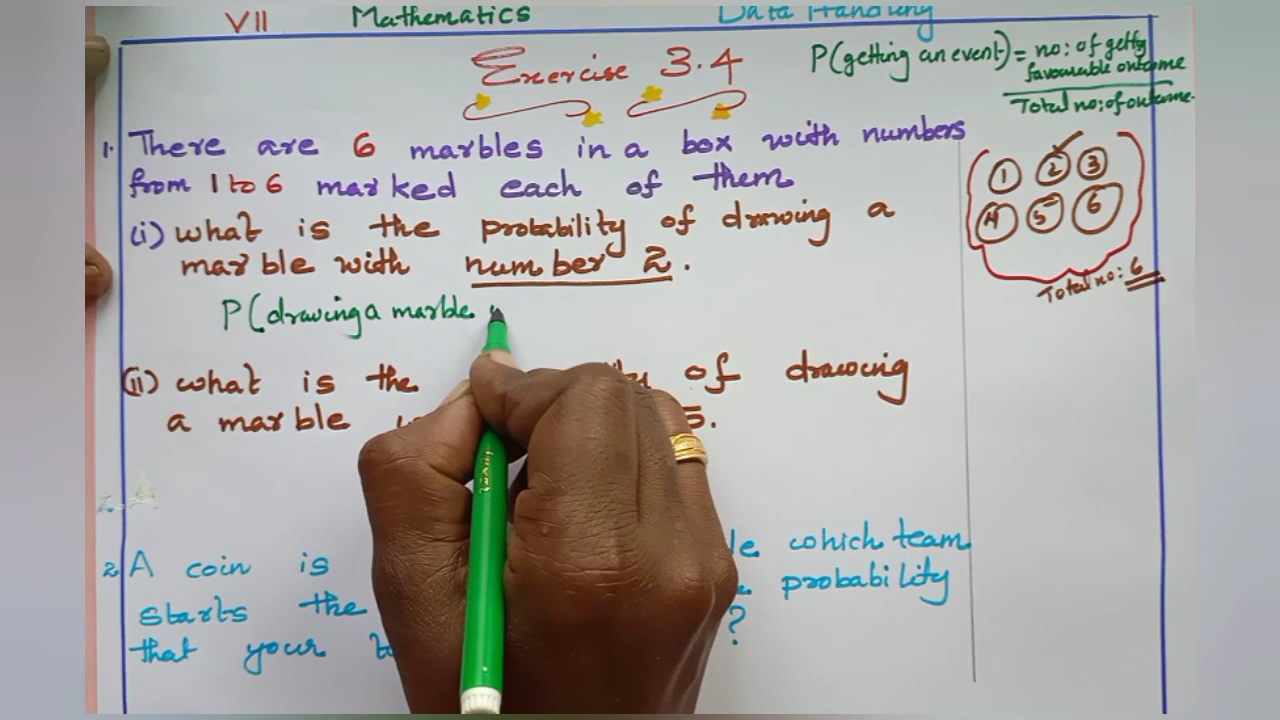 VII Mathematics Data Handling
Exercise 3.4
P(getting an event) = no: of gettg
favourable outcome
Total no; of outcome.
1. There are 6 marbles in a box with numbers
from 1 to 6 marked each of them
(i) what is the probability of drawing a
marble with number 2.
1 2 3
4 5 6
Total no: 6
P(drawing a marble
(ii) what is the of drawing
a marble 5.
2. A coin is which team
starts the probability
that your ?